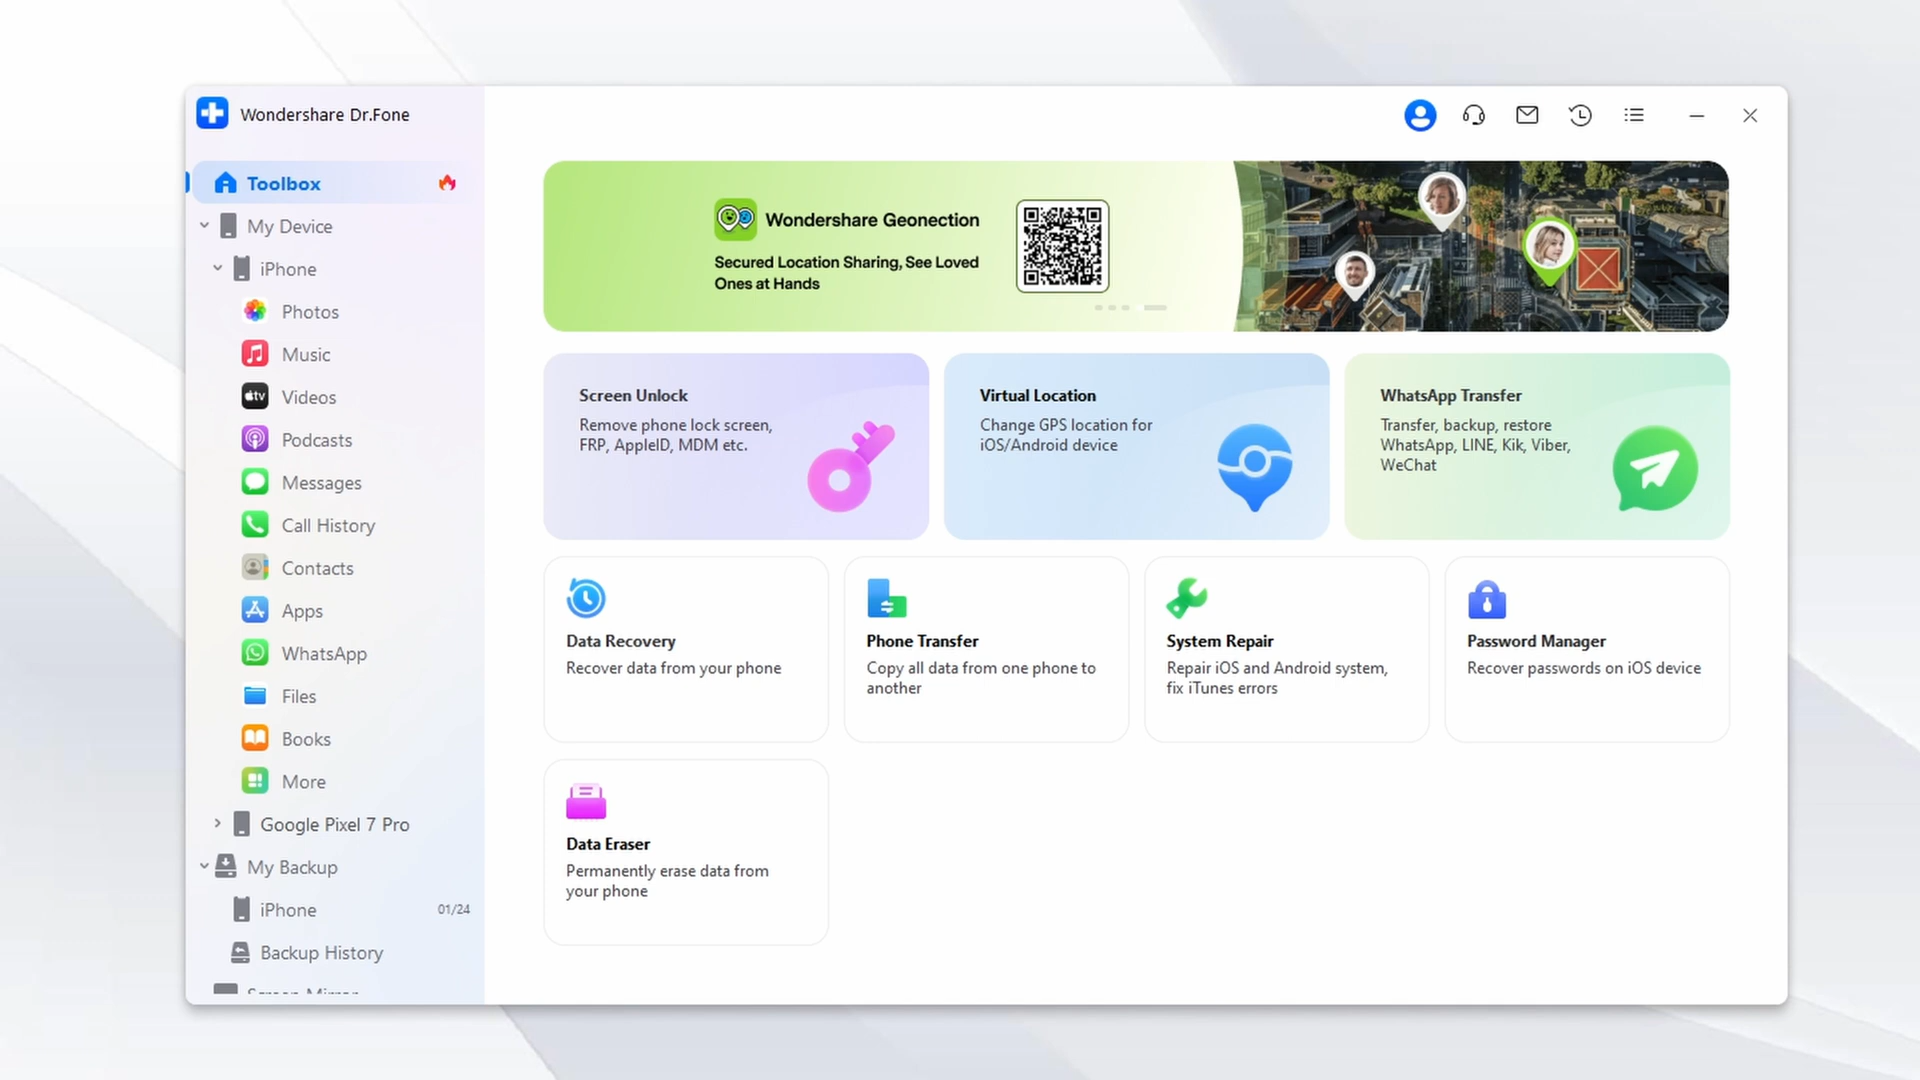 Wondershare Dr.Fone
Toolbox
My Device
iPhone
Photos
Music
tv
Videos
Podcasts
Messages
Call History
Contacts
Apps
WhatsApp
Files
Books
More
Google Pixel 7 Pro
My Backup
iPhone
01/24
Backup History
Screen Mirror
Wondershare Geonection
Secured Location Sharing, See Loved
Ones at Hands
Screen Unlock
Remove phone lock screen,
FRP, AppleID, MDM etc.
Virtual Location
Change GPS location for
iOS/Android device
WhatsApp Transfer
Transfer, backup, restore
WhatsApp, LINE, Kik, Viber,
WeChat
Data Recovery
Recover data from your phone
Phone Transfer
Copy all data from one phone to
another
System Repair
Repair iOS and Android system,
fix iTunes errors
Password Manager
Recover passwords on iOS device
Data Eraser
Permanently erase data from
your phone